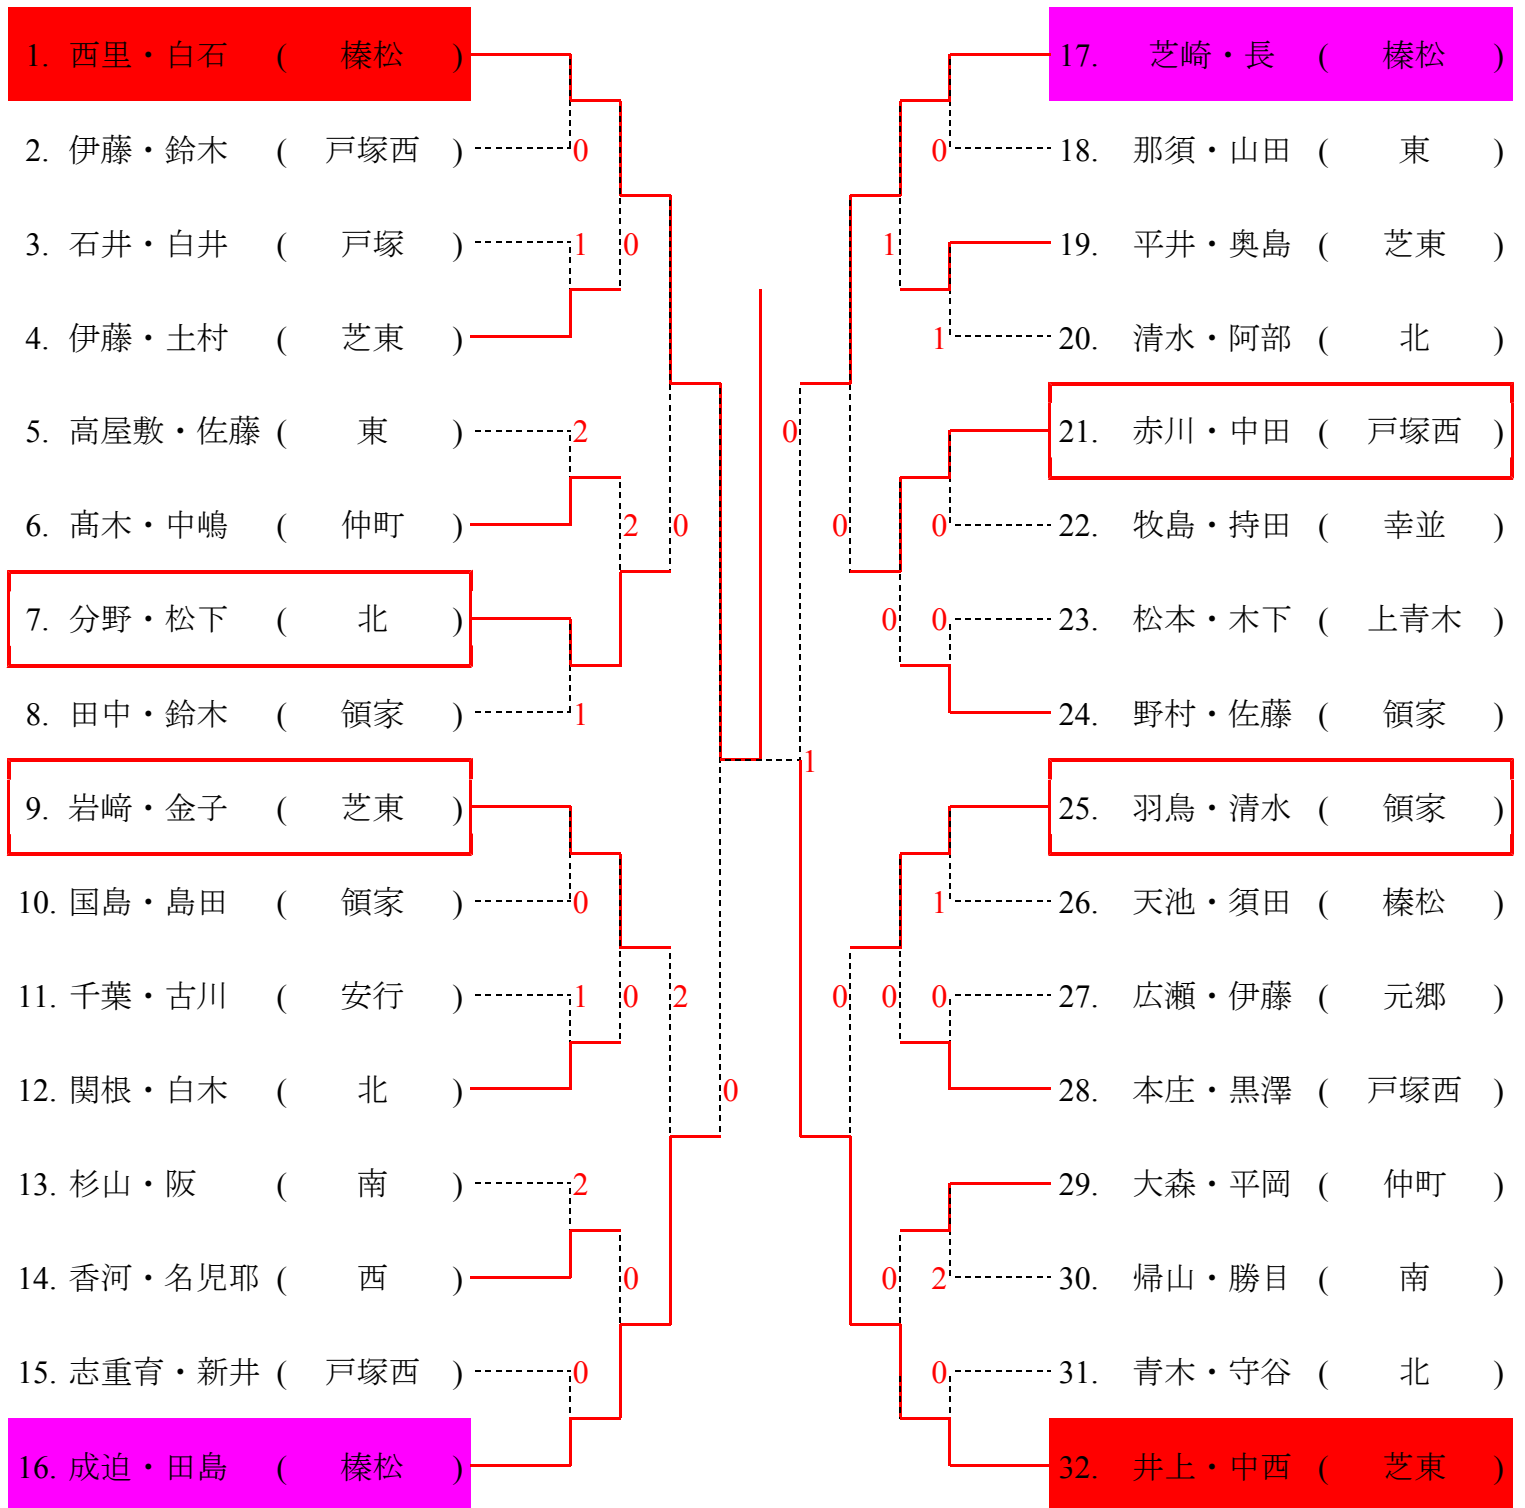 1. 西里・白石 ( 榛松 )
2. 伊藤・鈴木 ( 戸塚西 ) 0
3. 石井・白井 ( 戸塚 ) 1 0
4. 伊藤・土村 ( 芝東 )
5. 高屋敷・佐藤 ( 東 ) 2
6. 髙木・中嶋 ( 仲町 ) 2 0
7. 分野・松下 ( 北 )
8. 田中・鈴木 ( 領家 ) 1
9. 岩﨑・金子 ( 芝東 )
10. 国島・島田 ( 領家 ) 0
11. 千葉・古川 ( 安行 ) 1 0 2
12. 関根・白木 ( 北 ) 0
13. 杉山・阪 ( 南 ) 2
14. 香河・名児耶 ( 西 ) 0
15. 志重育・新井 ( 戸塚西 ) 0
16. 成迫・田島 ( 榛松 )
17. 芝崎・長 ( 榛松 )
0 18. 那須・山田 ( 東 )
1 19. 平井・奥島 ( 芝東 )
1 20. 清水・阿部 ( 北 )
0 21. 赤川・中田 ( 戸塚西 )
0 0 22. 牧島・持田 ( 幸並 )
0 0 23. 松本・木下 ( 上青木 )
24. 野村・佐藤 ( 領家 )
1
25. 羽鳥・清水 ( 領家 )
1 26. 天池・須田 ( 榛松 )
0 0 0 27. 広瀬・伊藤 ( 元郷 )
28. 本庄・黒澤 ( 戸塚西 )
29. 大森・平岡 ( 仲町 )
0 2 30. 帰山・勝目 ( 南 )
0 31. 青木・守谷 ( 北 )
32. 井上・中西 ( 芝東 )